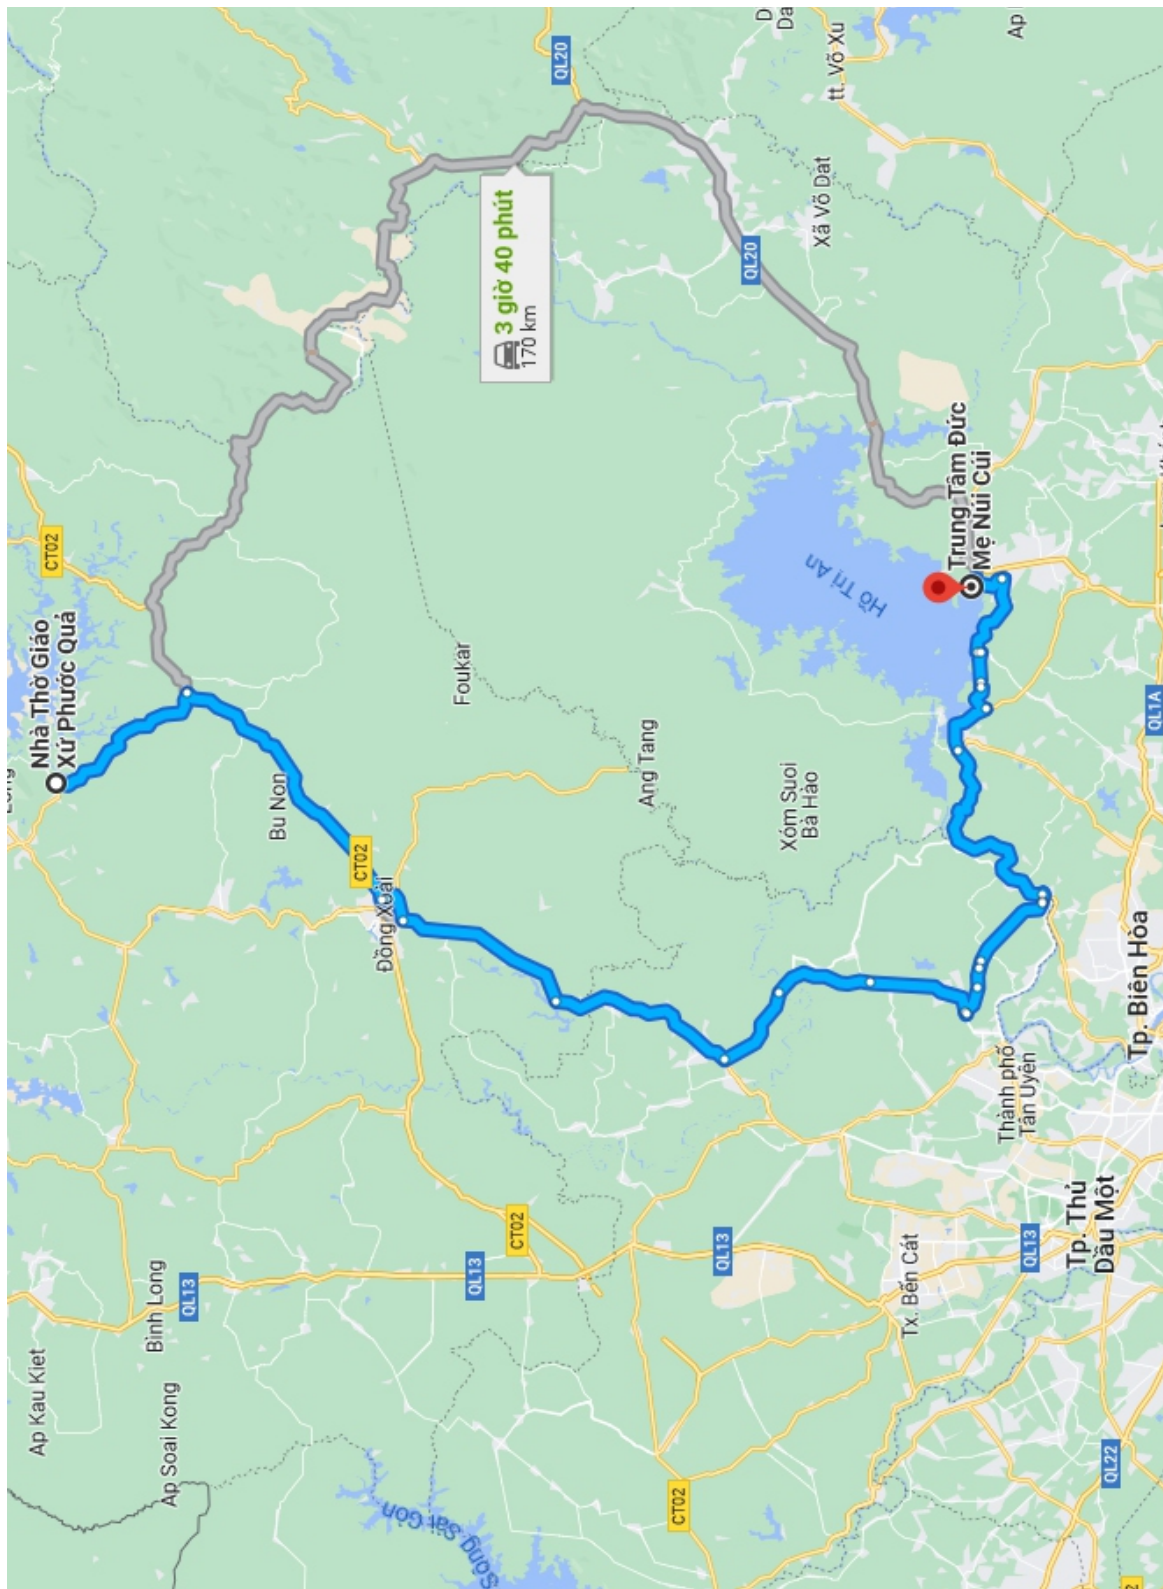 Nhà Thờ Giáo
Xứ Phước Quả
CT02
QL20
3 giờ 40 phút
170 km
QL20
tt. Võ Xu
Xã Võ Đat
Bu Non
CT02
Đồng Xoài
Foukar
Ang Tang
Xóm Suoi
Bà Hào
Hồ Trị An
Trung Tâm Đức
Mẹ Núi Cúi
QL1A
Tp. Biên Hòa
Thành phố
Tân Uyên
Ap Kau Kiet
Binh Long
QL13
Ap Soai Kong
QL13
CT02
QL13
Tx. Bến Cát
QL13
Tp. Thủ
Dầu Một
Sông Sài Gòn
CT02
QL22